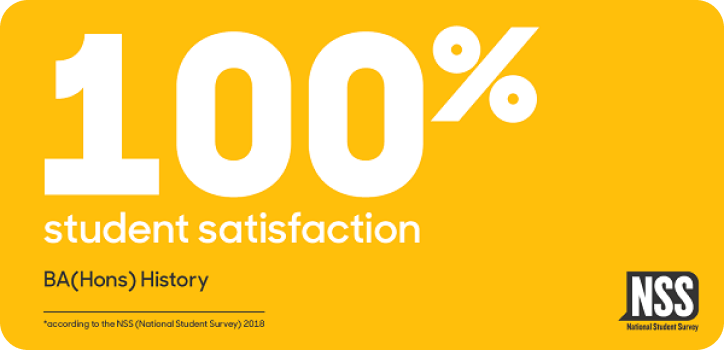 100%
student satisfaction
BA(Hons) History
*according to the NSS (National Student Survey) 2018
NSS
National Student Survey